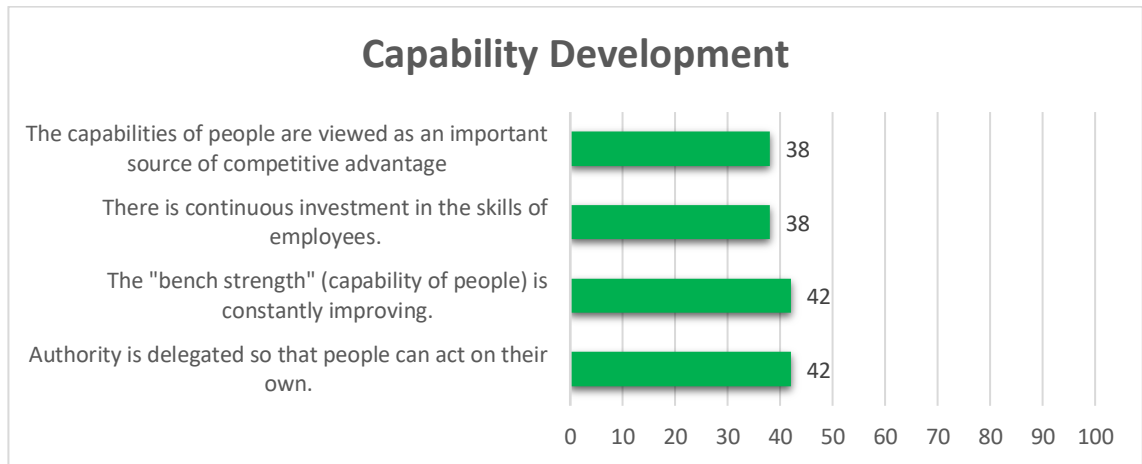 Capability Development
The capabilities of people are viewed as an important
source of competitive advantage
38
There is continuous investment in the skills of
employees.
38
The "bench strength" (capability of people) is
constantly improving.
42
Authority is delegated so that people can act on their
own.
42
0 10 20 30 40 50 60 70 80 90 100